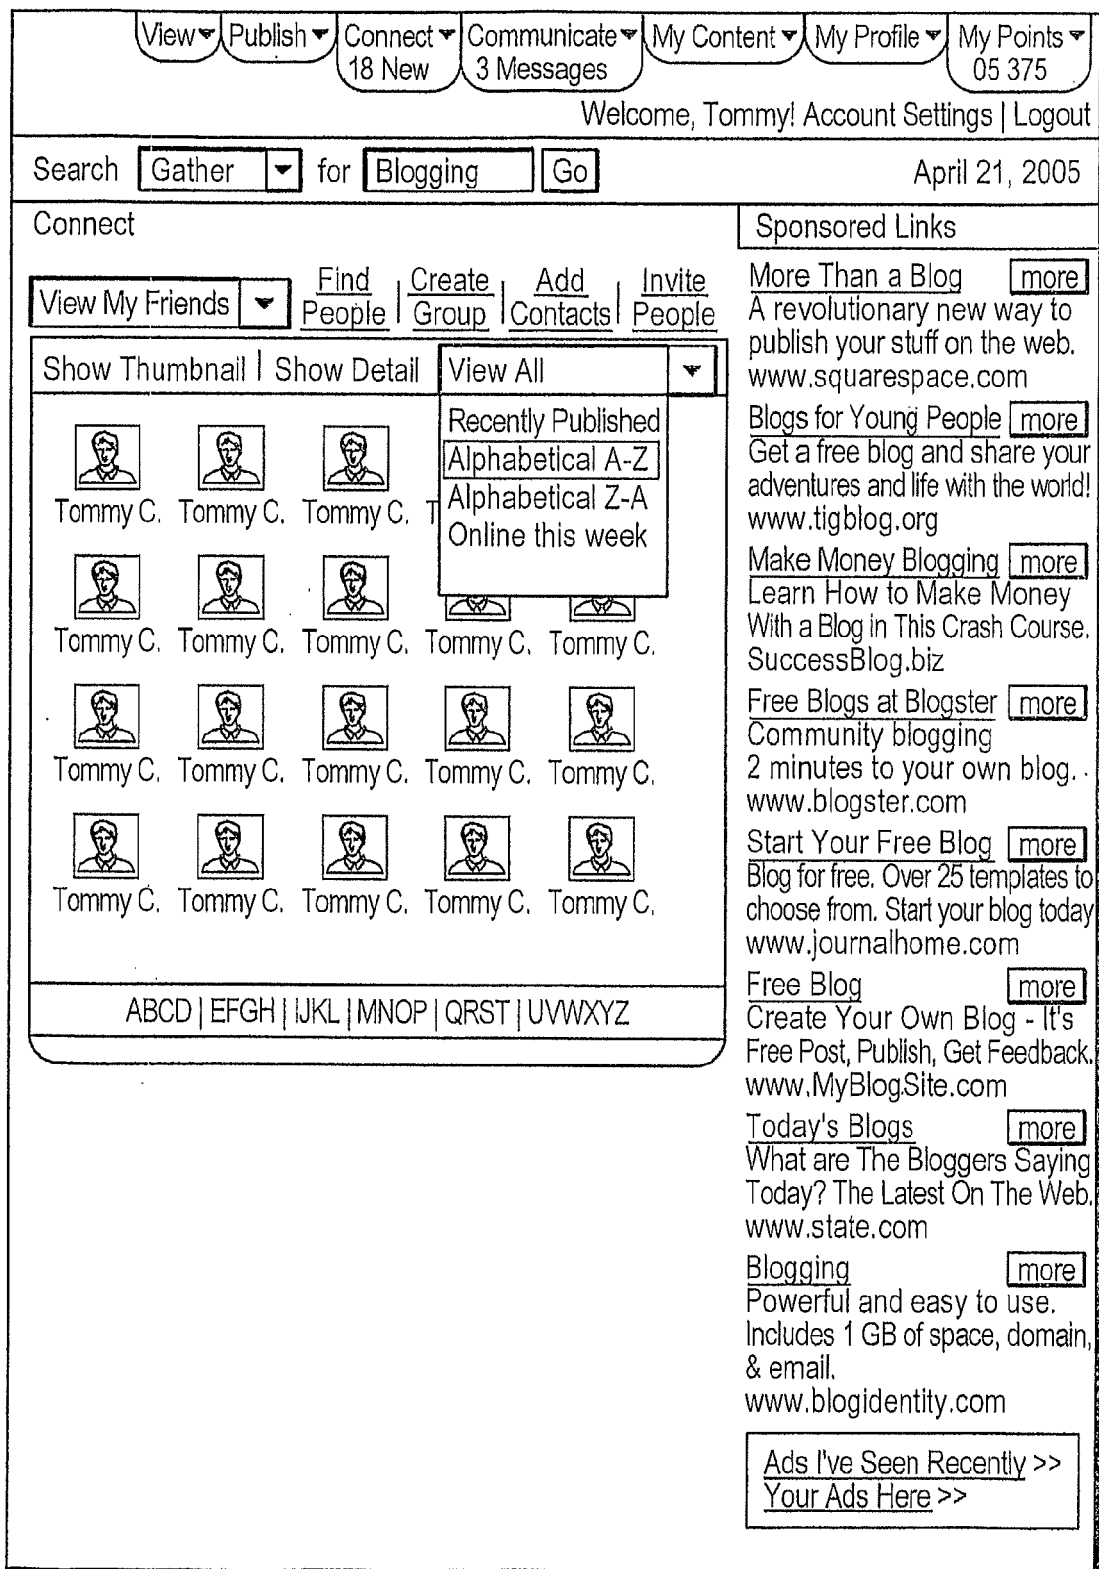 View Publish Connect Communicate My Content My Profile My Points
18 New 3 Messages 05 375
Welcome, Tommy! Account Settings | Logout
Search Gather for Blogging Go April 21, 2005
Connect
View My Friends
Find People | Create Group | Add Contacts | Invite People
Show Thumbnail | Show Detail View All
Recently Published
Alphabetical A-Z
Alphabetical Z-A
Online this week
Tommy C. Tommy C. Tommy C. T
Tommy C. Tommy C. Tommy C. Tommy C. Tommy C.
Tommy C. Tommy C. Tommy C. Tommy C. Tommy C.
Tommy C. Tommy C. Tommy C. Tommy C. Tommy C.
ABCD | EFGH | IJKL | MNOP | QRST | UVWXYZ
Sponsored Links
More Than a Blog more
A revolutionary new way to
publish your stuff on the web.
www.squarespace.com
Blogs for Young People more
Get a free blog and share your
adventures and life with the world!
www.tigblog.org
Make Money Blogging more
Learn How to Make Money
With a Blog in This Crash Course.
SuccessBlog.biz
Free Blogs at Blogster more
Community blogging
2 minutes to your own blog.
www.blogster.com
Start Your Free Blog more
Blog for free. Over 25 templates to
choose from. Start your blog today
www.journalhome.com
Free Blog more
Create Your Own Blog - It's
Free Post, Publish, Get Feedback.
www.MyBlogSite.com
Today's Blogs more
What are The Bloggers Saying
Today? The Latest On The Web.
www.state.com
Blogging more
Powerful and easy to use.
Includes 1 GB of space, domain,
& email.
www.blogidentity.com
Ads I've Seen Recently >>
Your Ads Here >>